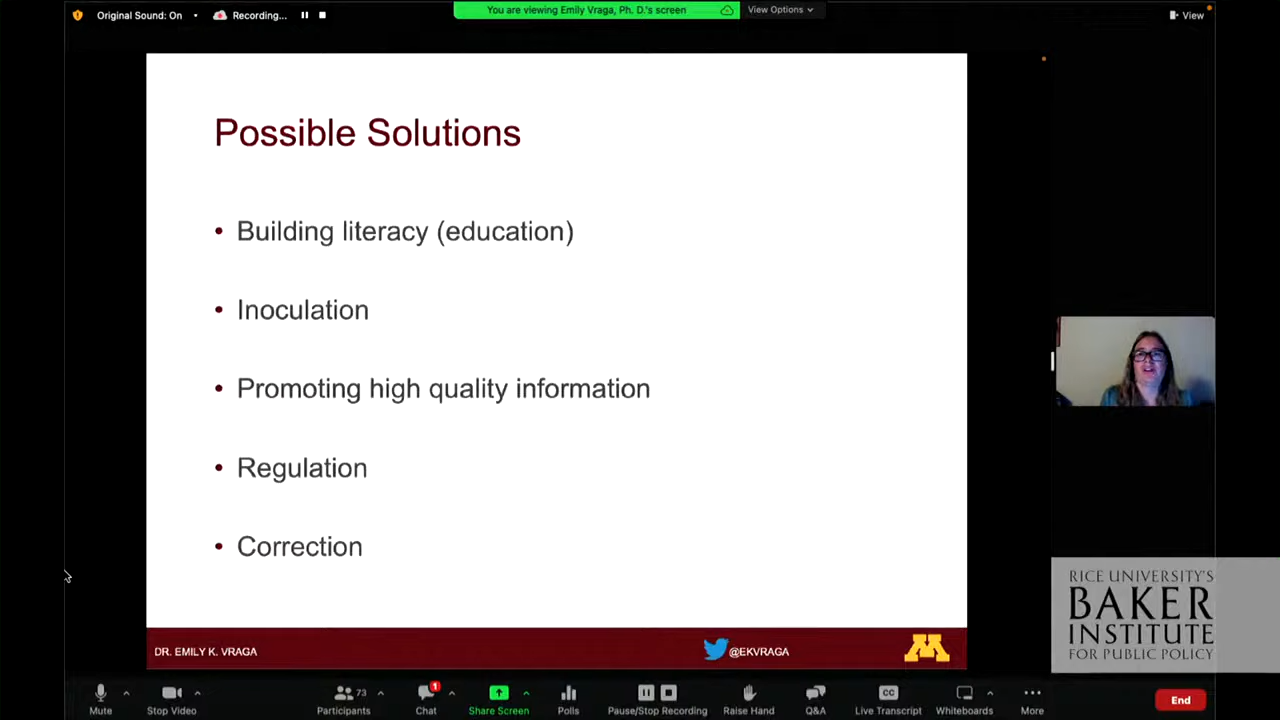 Original Sound: On
Recording...
You are viewing Emily Vraga, Ph. D.'s screen
View Options
View
Possible Solutions
• Building literacy (education)
• Inoculation
• Promoting high quality information
• Regulation
• Correction
DR. EMILY K. VRAGA
@EKVRAGA
M
RICE UNIVERSITY'S
BAKER
INSTITUTE
FOR PUBLIC POLICY
Mute
Stop Video
73
Participants
1
Chat
Share Screen
Polls
Pause/Stop Recording
Raise Hand
Q&A
CC
Live Transcript
Whiteboards
More
End